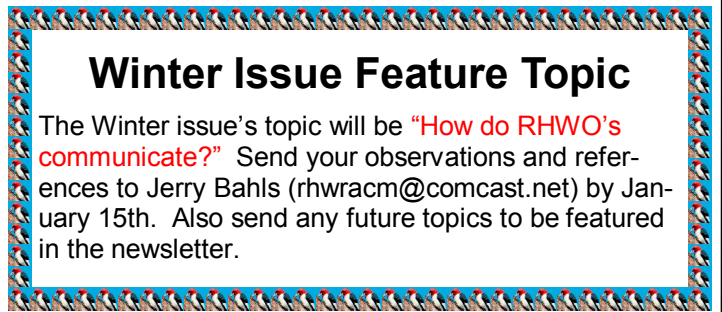 Winter Issue Feature Topic
The Winter issue's topic will be “How do RHWO's
communicate?” Send your observations and refer-
ences to Jerry Bahls (rhwracm@comcast.net) by Jan-
uary 15th. Also send any future topics to be featured
in the newsletter.